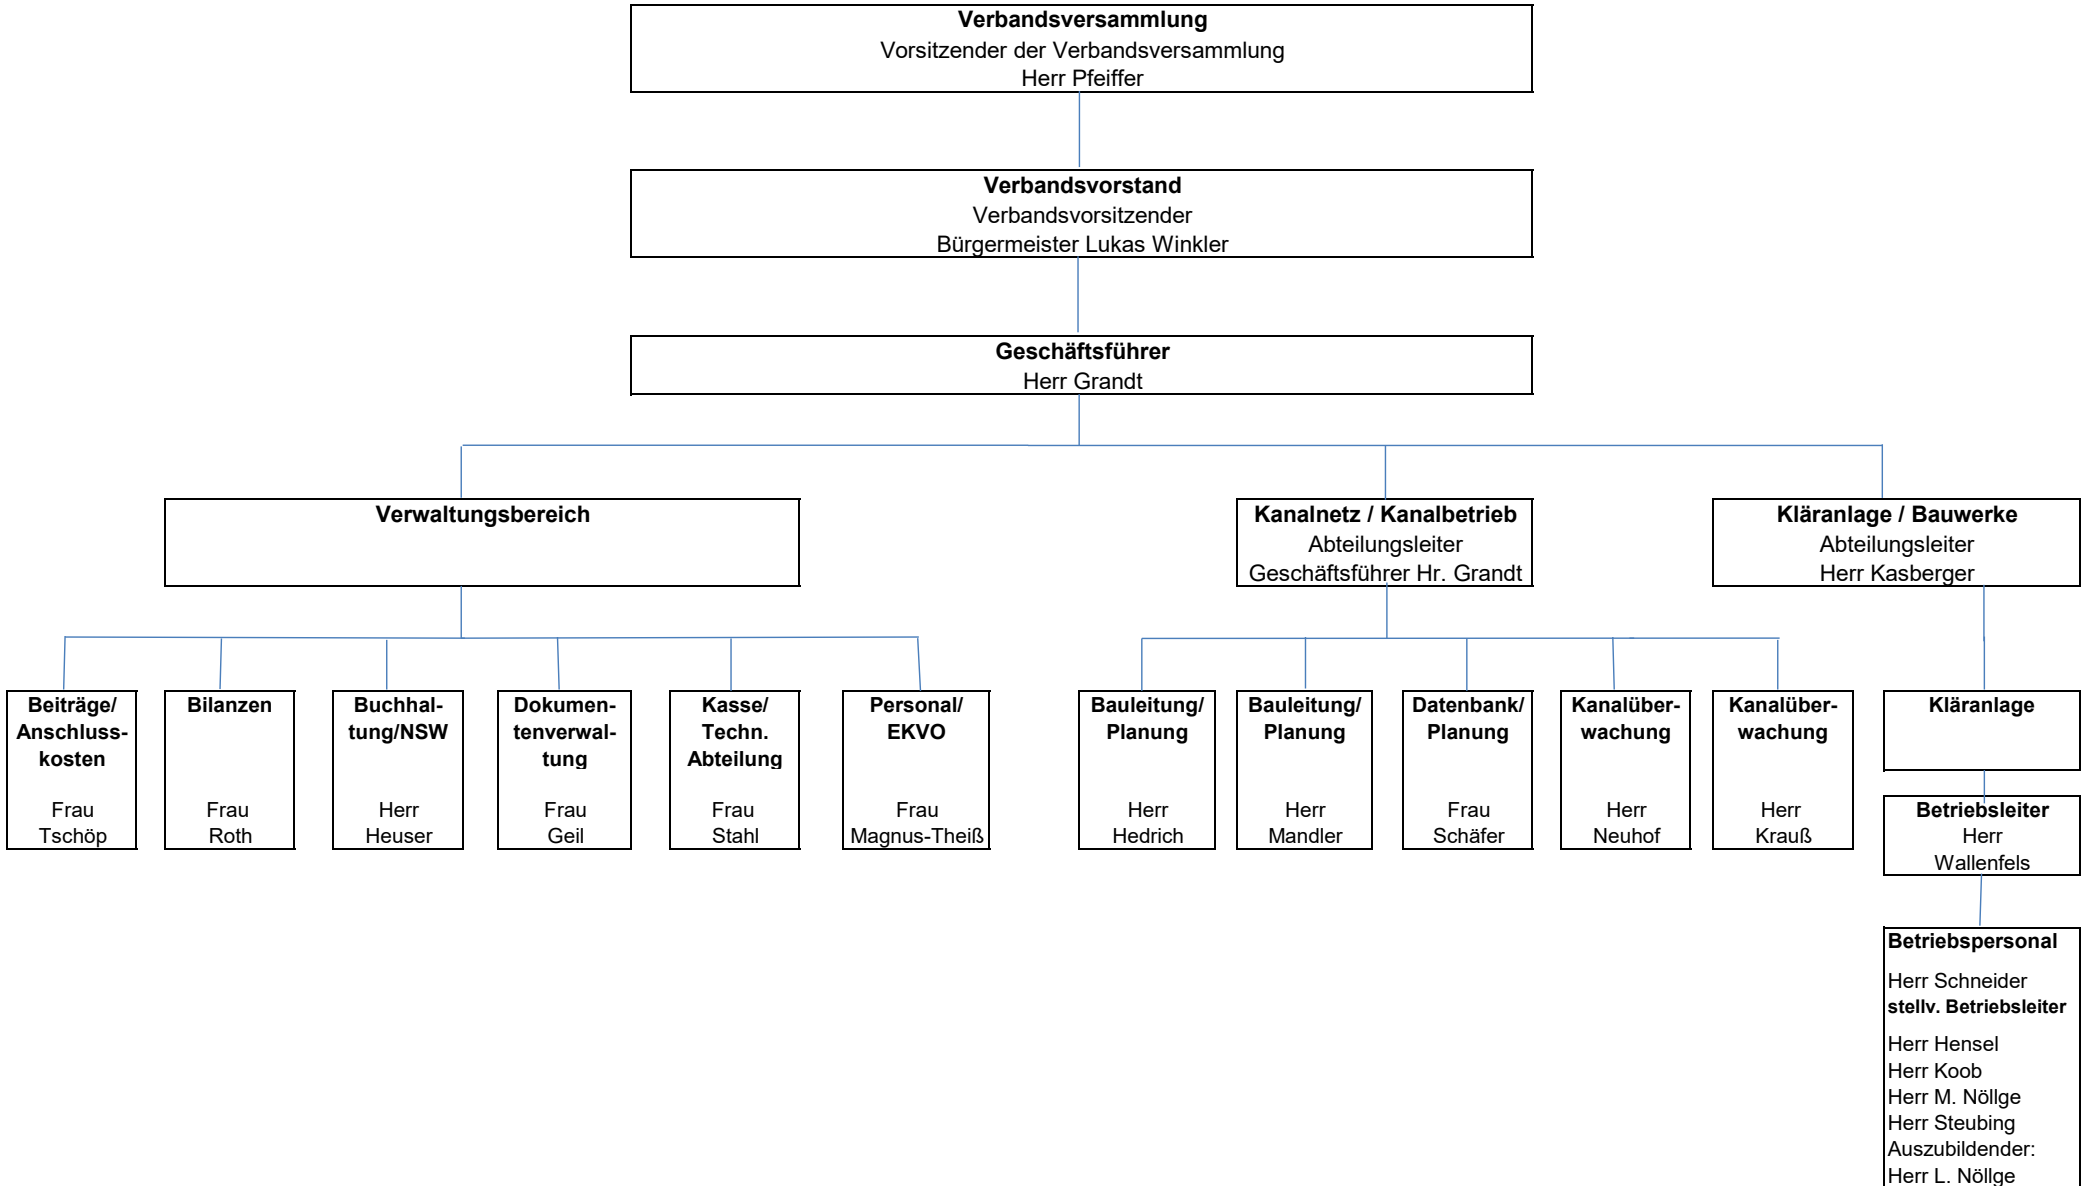 Verbandsversammlung
Vorsitzender der Verbandsversammlung
Herr Pfeiffer
Verbandsvorstand
Verbandsvorsitzender
Bürgermeister Lukas Winkler
Geschäftsführer
Herr Grandt
Verwaltungsbereich
Kanalnetz / Kanalbetrieb
Abteilungsleiter
Geschäftsführer Hr. Grandt
Kläranlage / Bauwerke
Abteilungsleiter
Herr Kasberger
Beiträge/
Anschluss-
kosten
Frau
Tschöp
Bilanzen
Frau
Roth
Buchhal-
tung/NSW
Herr
Heuser
Dokumen-
tenverwal-
tung
Frau
Geil
Kasse/
Techn.
Abteilung
Frau
Stahl
Personal/
EKVO
Frau
Magnus-Theiß
Bauleitung/
Planung
Herr
Hedrich
Bauleitung/
Planung
Herr
Mandler
Datenbank/
Planung
Frau
Schäfer
Kanalüber-
wachung
Herr
Neuhof
Kanalüber-
wachung
Herr
Krauß
Kläranlage
Betriebsleiter
Herr
Wallenfels
Betriebspersonal
Herr Schneider
stellv. Betriebsleiter
Herr Hensel
Herr Koob
Herr M. Nöllge
Herr Steubing
Auszubildender:
Herr L. Nöllge